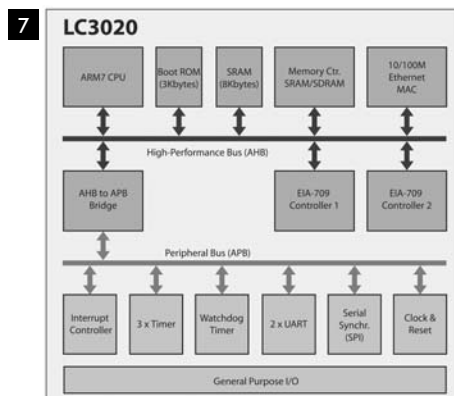 7
LC3020
ARM7 CPU
Boot ROM
(3Kbytes)
SRAM
(8Kbytes)
Memory Ctr.
SRAM/SDRAM
10/100M
Ethernet
MAC
High-Performance Bus (AHB)
AHB to APB
Bridge
EIA-709
Controller 1
EIA-709
Controller 2
Peripheral Bus (APB)
Interrupt
Controller
3 x Timer
Watchdog
Timer
2 x UART
Serial
Synchr.
(SPI)
Clock &
Reset
General Purpose I/O